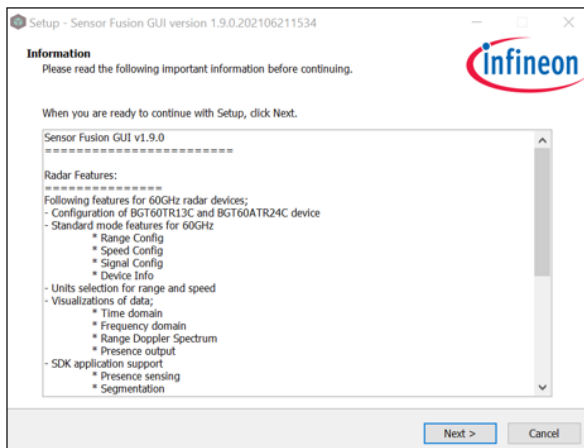 Setup - Sensor Fusion GUI version 1.9.0.202106211534
Information
Please read the following important information before continuing.
infineon
When you are ready to continue with Setup, click Next.
Sensor Fusion GUI v1.9.0
========================
Radar Features:
===============
Following features for 60GHz radar devices;
- Configuration of BGT60TR13C and BGT60ATR24C device
- Standard mode features for 60GHz
* Range Config
* Speed Config
* Signal Config
* Device Info
- Units selection for range and speed
- Visualizations of data;
* Time domain
* Frequency domain
* Range Doppler Spectrum
* Presence output
- SDK application support
* Presence sensing
* Segmentation
Next >
Cancel